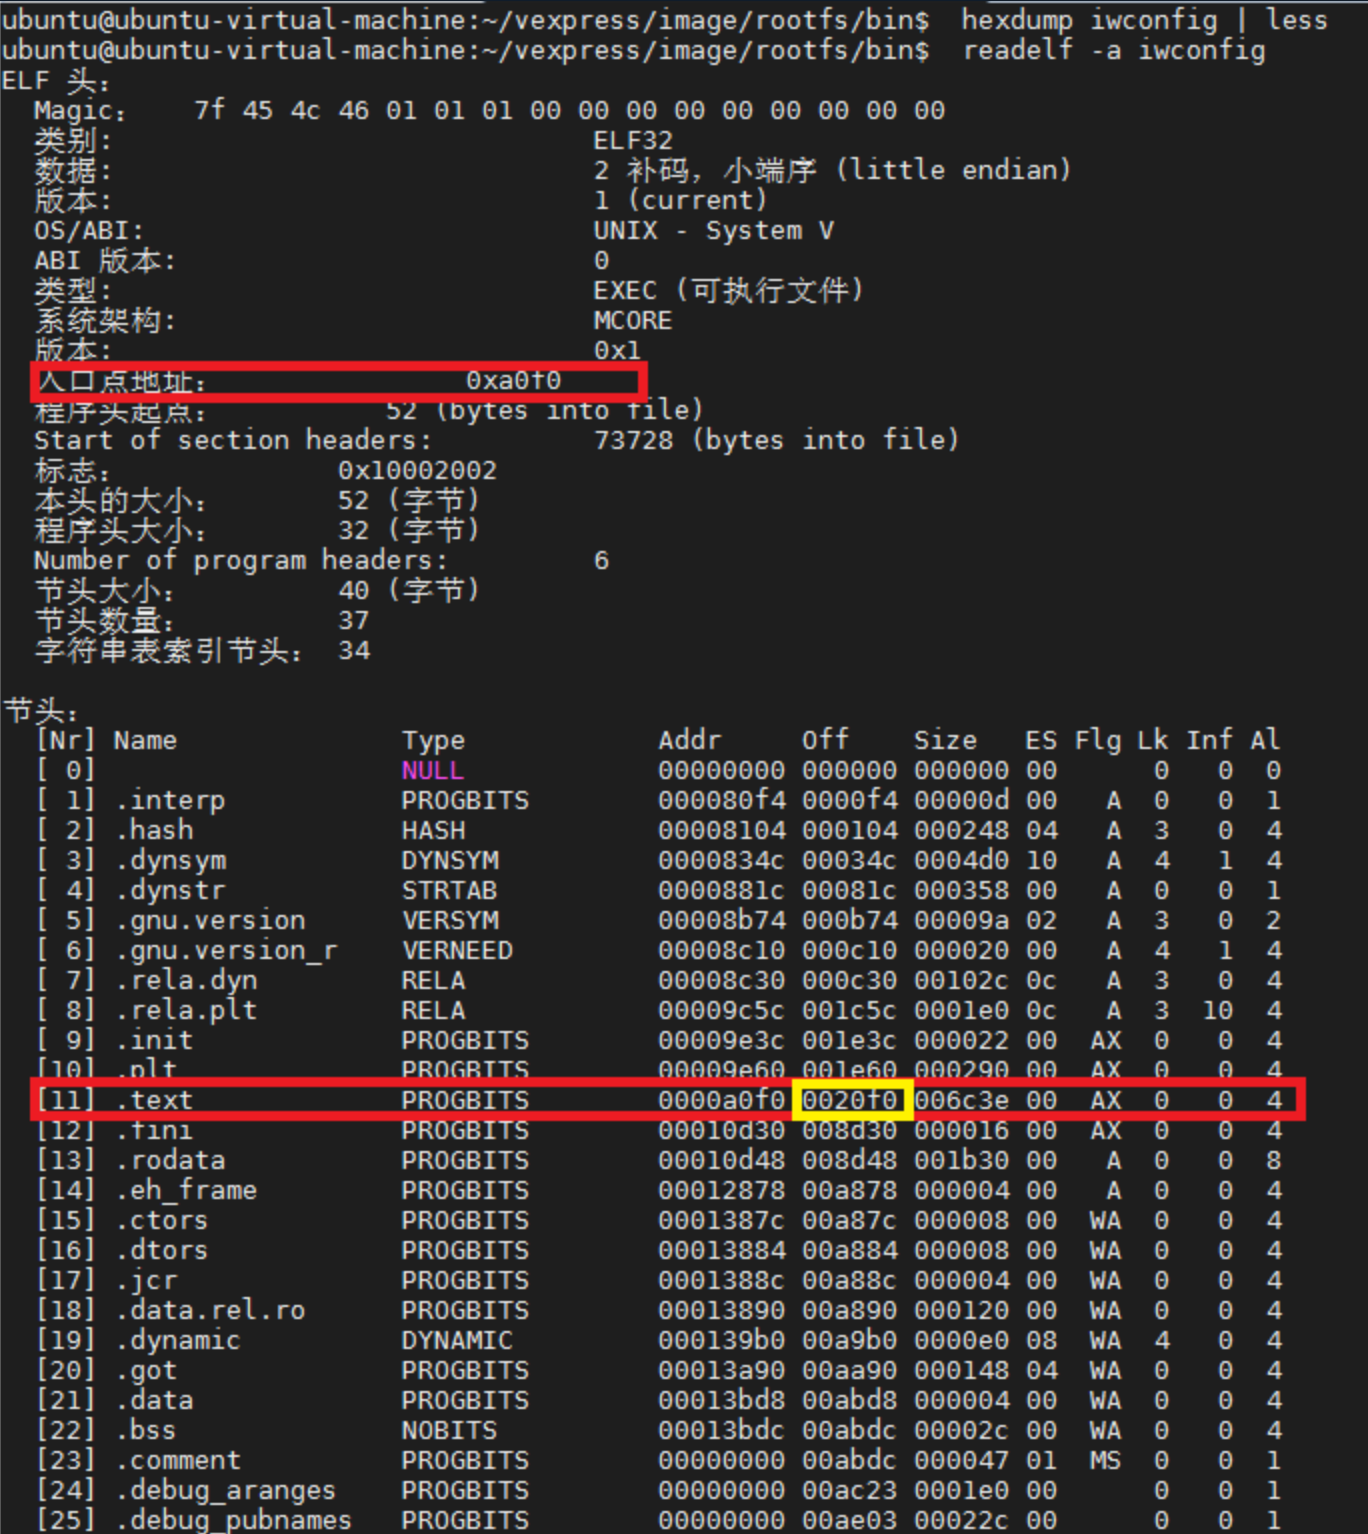 ubuntu@ubuntu-virtual-machine:~/vexpress/image/rootfs/bin$  hexdump iwconfig | less
ubuntu@ubuntu-virtual-machine:~/vexpress/image/rootfs/bin$  readelf -a iwconfig
ELF 头：
  Magic：    7f 45 4c 46 01 01 01 00 00 00 00 00 00 00 00 00
  类别:                              ELF32
  数据:                              2 补码，小端序 (little endian)
  版本:                              1 (current)
  OS/ABI:                            UNIX - System V
  ABI 版本:                          0
  类型:                              EXEC (可执行文件)
  系统架构:                          MCORE
  版本:                              0x1
  入口点地址：                0xa0f0
  程序头起点：           52 (bytes into file)
  Start of section headers:          73728 (bytes into file)
  标志：              0x10002002
  本头的大小：        52 (字节)
  程序头大小：        32 (字节)
  Number of program headers:         6
  节头大小：          40 (字节)
  节头数量：          37
  字符串表索引节头：  34
节头：
  [Nr] Name              Type            Addr     Off    Size   ES Flg Lk Inf Al
  [ 0]                   NULL            00000000 000000 000000 00      0   0  0
  [ 1] .interp           PROGBITS        000080f4 0000f4 00000d 00   A  0   0  1
  [ 2] .hash             HASH            00008104 000104 000248 04   A  3   0  4
  [ 3] .dynsym           DYNSYM          0000834c 00034c 0004d0 10   A  4   1  4
  [ 4] .dynstr           STRTAB          0000881c 00081c 000358 00   A  0   0  1
  [ 5] .gnu.version      VERSYM          00008b74 000b74 00009a 02   A  3   0  2
  [ 6] .gnu.version_r    VERNEED         00008c10 000c10 000020 00   A  4   1  4
  [ 7] .rela.dyn         RELA            00008c30 000c30 00102c 0c   A  3   0  4
  [ 8] .rela.plt         RELA            00009c5c 001c5c 0001e0 0c   A  3  10  4
  [ 9] .init             PROGBITS        00009e3c 001e3c 000022 00  AX  0   0  4
  [10] .plt              PROGBITS        00009e60 001e60 000290 00  AX  0   0  4
  [11] .text             PROGBITS        0000a0f0 0020f0 006c3e 00  AX  0   0  4
  [12] .fini             PROGBITS        00010d30 008d30 000016 00  AX  0   0  4
  [13] .rodata           PROGBITS        00010d48 008d48 001b30 00   A  0   0  8
  [14] .eh_frame         PROGBITS        00012878 00a878 000004 00   A  0   0  4
  [15] .ctors            PROGBITS        0001387c 00a87c 000008 00  WA  0   0  4
  [16] .dtors            PROGBITS        00013884 00a884 000008 00  WA  0   0  4
  [17] .jcr              PROGBITS        0001388c 00a88c 000004 00  WA  0   0  4
  [18] .data.rel.ro      PROGBITS        00013890 00a890 000120 00  WA  0   0  4
  [19] .dynamic          DYNAMIC         000139b0 00a9b0 0000e0 08  WA  4   0  4
  [20] .got              PROGBITS        00013a90 00aa90 000148 04  WA  0   0  4
  [21] .data             PROGBITS        00013bd8 00abd8 000004 00  WA  0   0  4
  [22] .bss              NOBITS          00013bdc 00abdc 00002c 00  WA  0   0  4
  [23] .comment          PROGBITS        00000000 00abdc 000047 01  MS  0   0  1
  [24] .debug_aranges    PROGBITS        00000000 00ac23 0001e0 00      0   0  1
  [25] .debug_pubnames   PROGBITS        00000000 00ae03 00022c 00      0   0  1